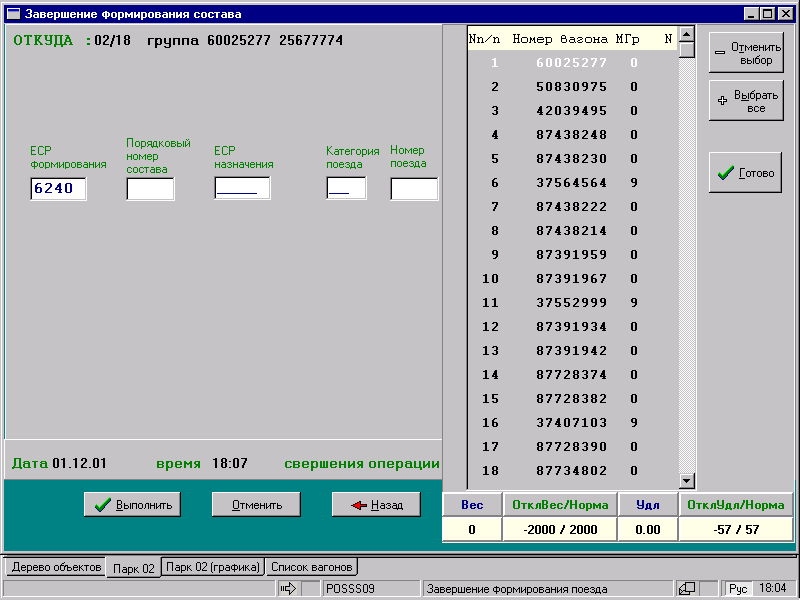 Завершение формирования состава
ОТКУДА :02/18 группа 60025277 25677774
ЕСР формирования
Порядковый номер состава
ЕСР назначения
Категория поезда
Номер поезда
6240
Nп/п Номер вагона МГр N
1 60025277 0
2 50830975 0
3 42039495 0
4 87438248 0
5 87438230 0
6 37564564 9
7 87438222 0
8 87438214 0
9 87391959 0
10 87391967 0
11 37552999 9
12 87391934 0
13 87391942 0
14 87728374 0
15 87728382 0
16 37407103 9
17 87728390 0
18 87734802 0
Отменить выбор
Выбрать все
Готово
Дата 01.12.01 время 18:07 свершения операции
Выполнить
Отменить
Назад
Вес ОтклВес/Норма Удл ОтклУдл/Норма
0 -2000 / 2000 0.00 -57 / 57
Дерево объектов Парк 02 Парк 02 (графика) Список вагонов
POSSS09 Завершение формирования поезда Рус 18:04